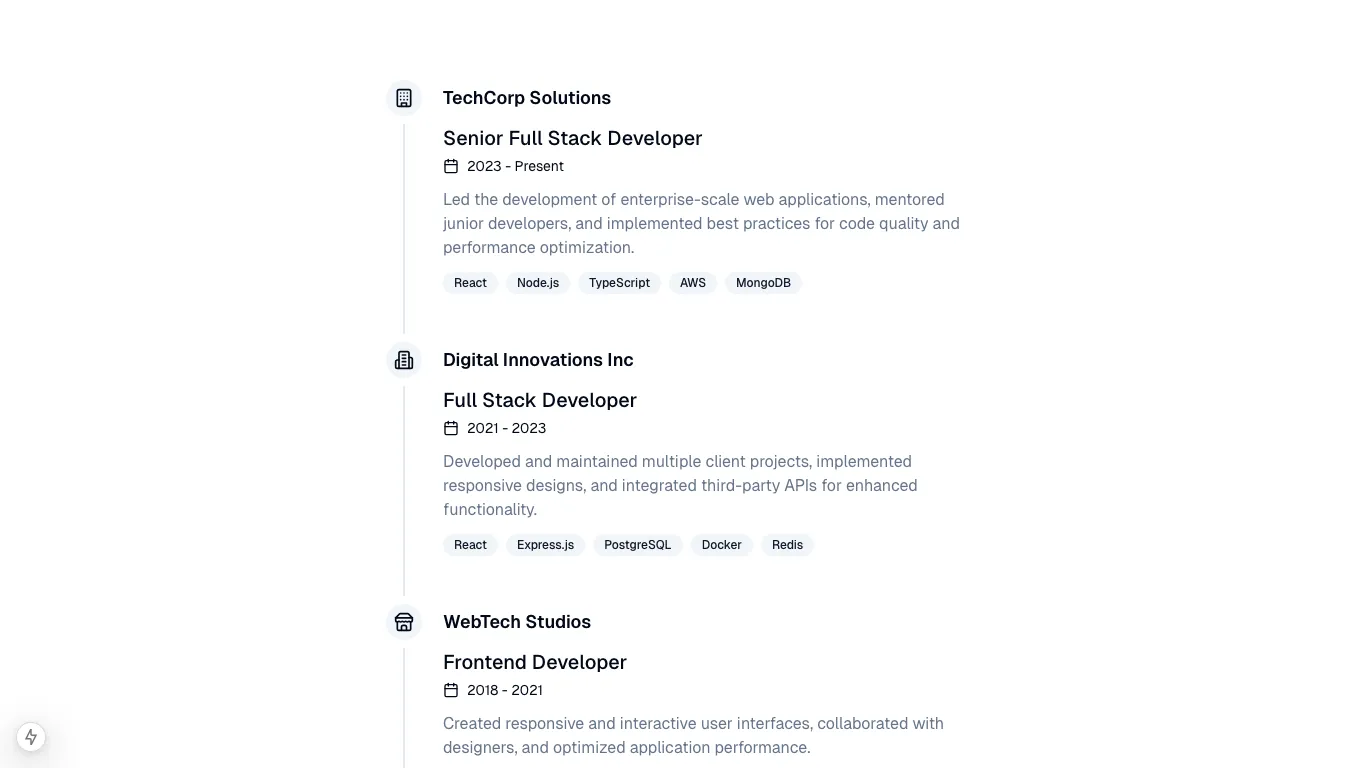 TechCorp Solutions
Senior Full Stack Developer
2023 - Present
Led the development of enterprise-scale web applications, mentored
junior developers, and implemented best practices for code quality and
performance optimization.
React Node.js TypeScript AWS MongoDB
Digital Innovations Inc
Full Stack Developer
2021 - 2023
Developed and maintained multiple client projects, implemented
responsive designs, and integrated third-party APIs for enhanced
functionality.
React Express.js PostgreSQL Docker Redis
WebTech Studios
Frontend Developer
2018 - 2021
Created responsive and interactive user interfaces, collaborated with
designers, and optimized application performance.